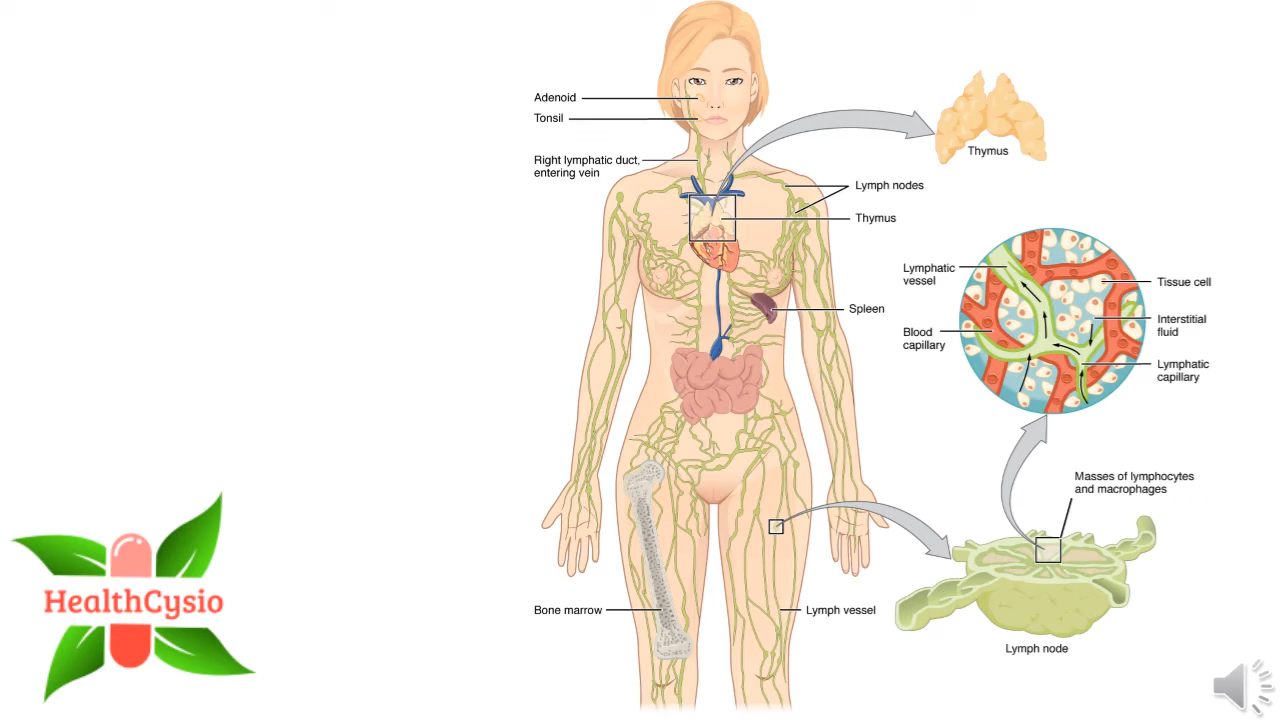 Adenoid
Tonsil
Right lymphatic duct,
entering vein
Lymph nodes
Thymus
Spleen
Thymus
Lymphatic
vessel
Blood
capillary
Tissue cell
Interstitial
fluid
Lymphatic
capillary
Masses of lymphocytes
and macrophages
Lymph node
Bone marrow
Lymph vessel
HealthCysio